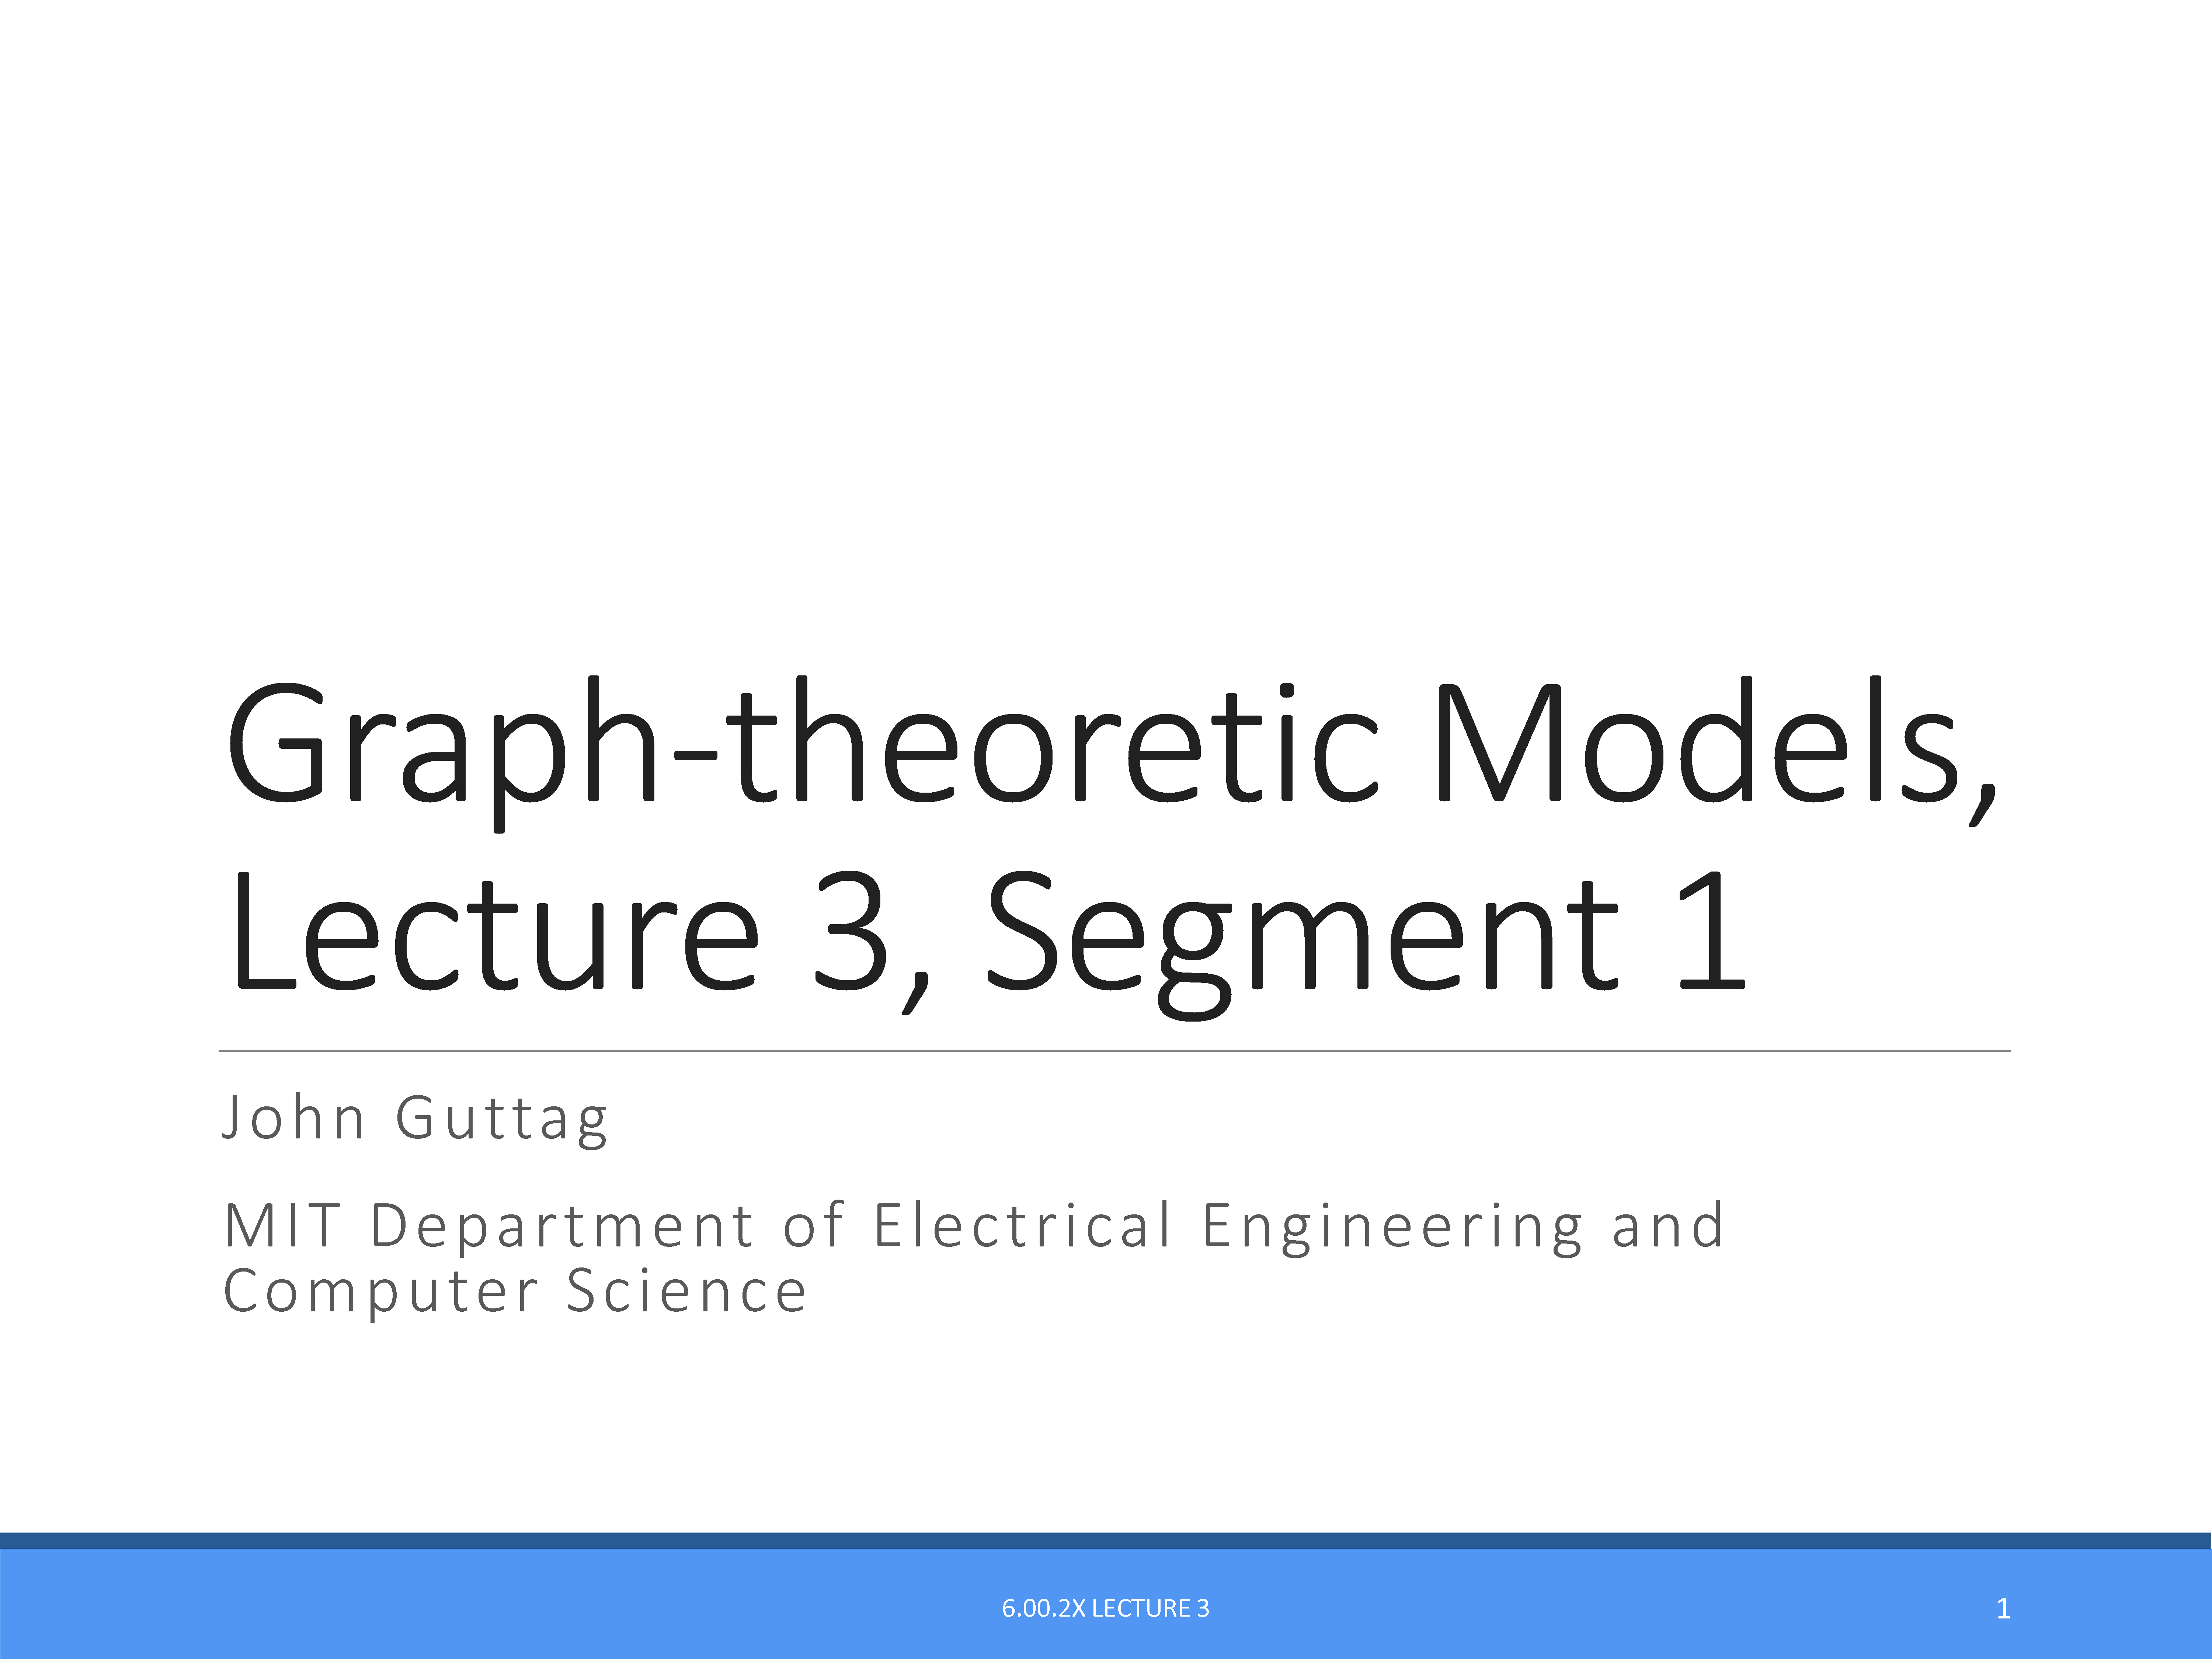 Graph-theoretic Models,
Lecture 3, Segment 1
John Guttag
MIT Department of Electrical Engineering and
Computer Science
6.00.2X LECTURE 3
1